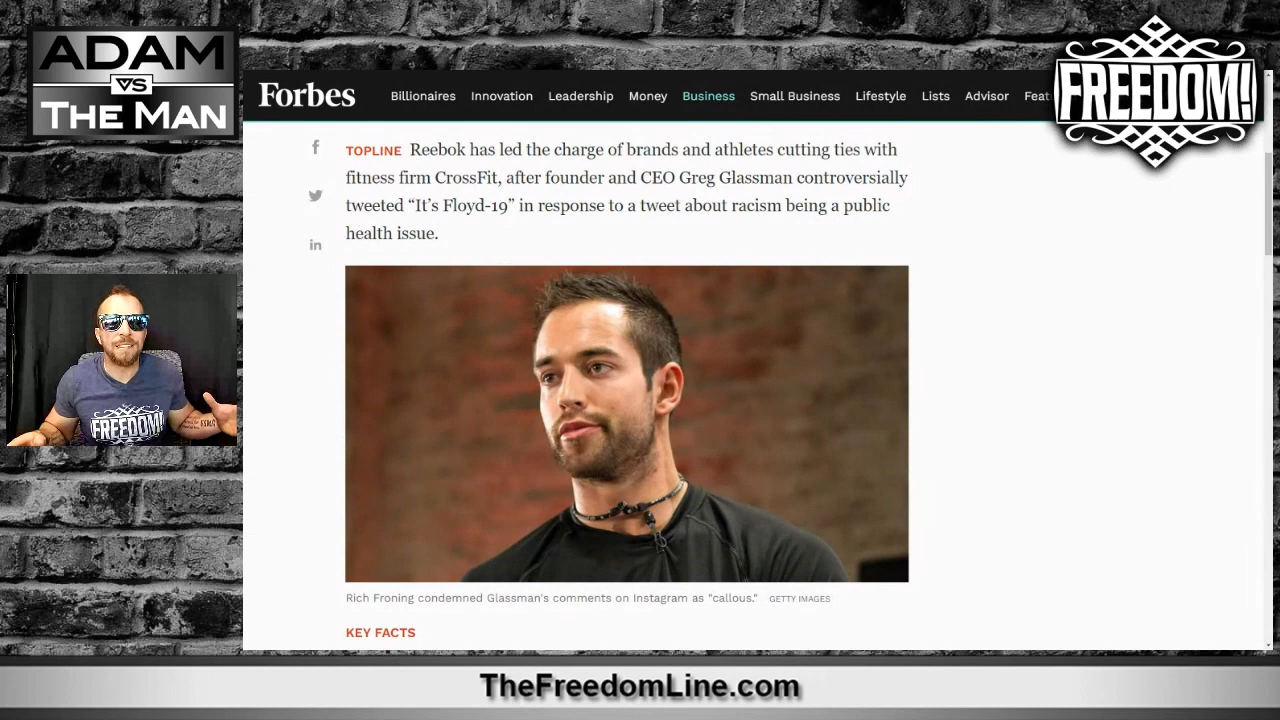 ADAM
VS
THE MAN
FREEDOM!
Forbes
Billionaires Innovation Leadership Money Business Small Business Lifestyle Lists Advisor Feat
TOPLINE Reebok has led the charge of brands and athletes cutting ties with
fitness firm CrossFit, after founder and CEO Greg Glassman controversially
tweeted “It’s Floyd-19” in response to a tweet about racism being a public
health issue.
FREEDOM!
Rich Froning condemned Glassman's comments on Instagram as "callous." GETTY IMAGES
KEY FACTS
TheFreedomLine.com